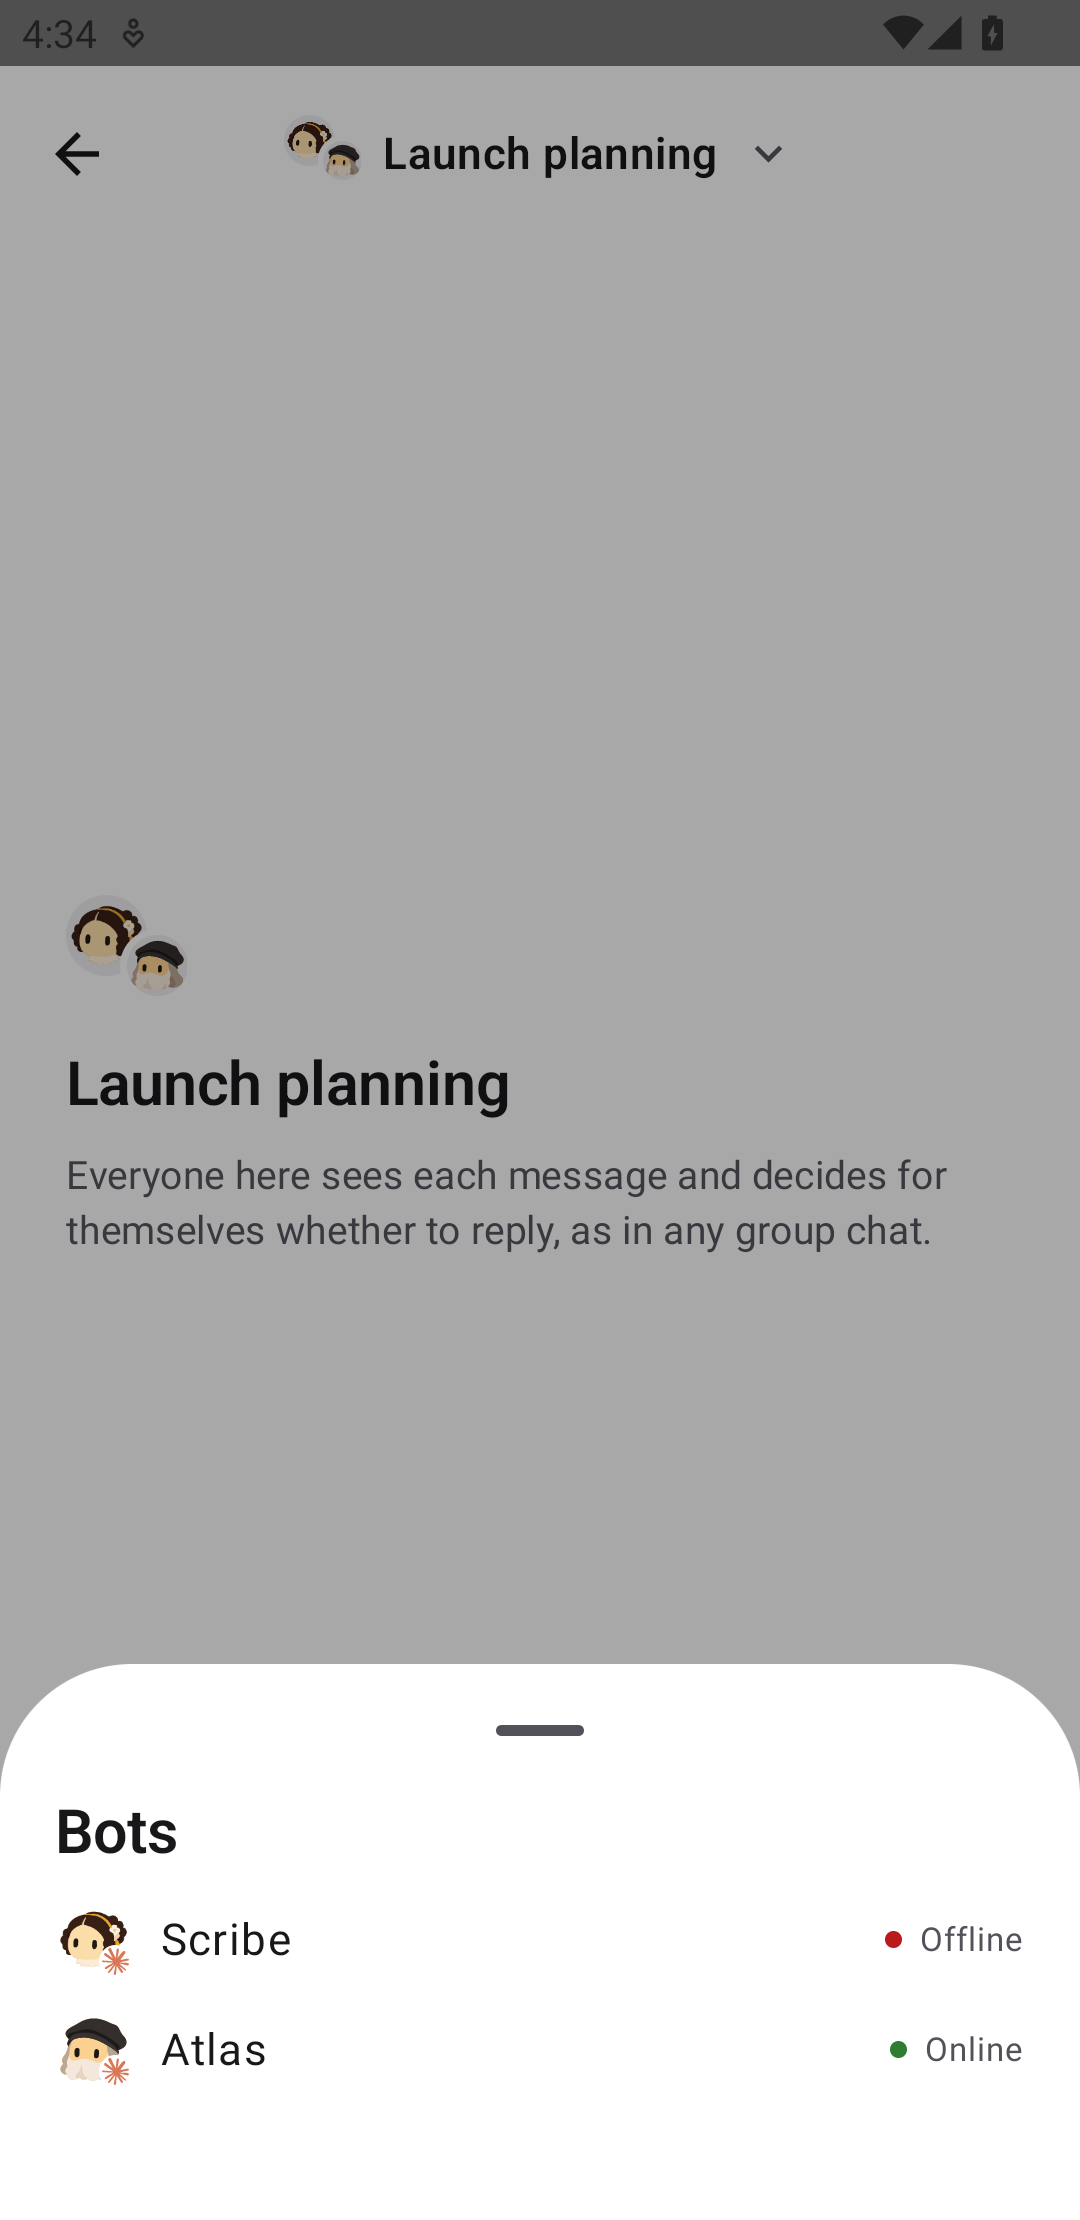 4:34
Launch planning
Launch planning
Everyone here sees each message and decides for
themselves whether to reply, as in any group chat.
Bots
Scribe
Offline
Atlas
Online